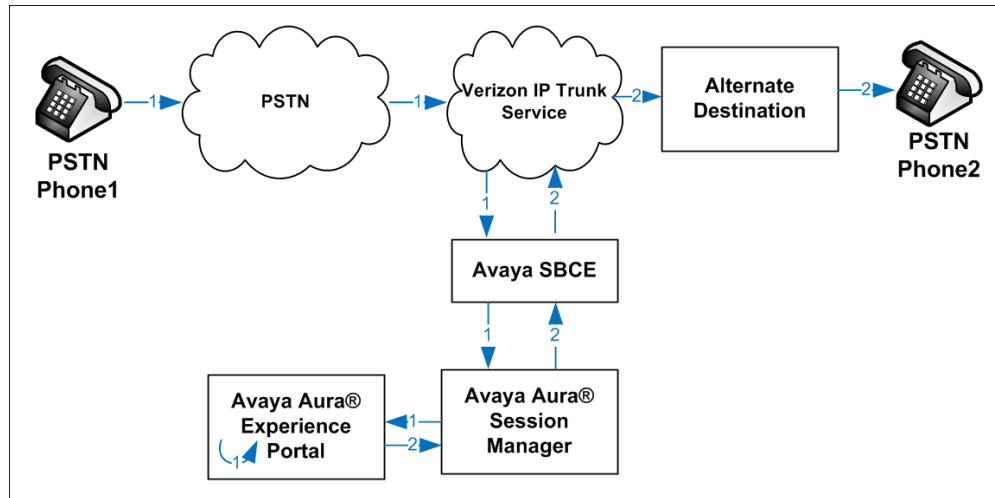 PSTN
Phone1
1
PSTN
1
Verizon IP Trunk
Service
2
Alternate
Destination
2
PSTN
Phone2
1
2
Avaya SBCE
1
2
Avaya Aura®
Experience
Portal
1
1
2
Avaya Aura®
Session
Manager